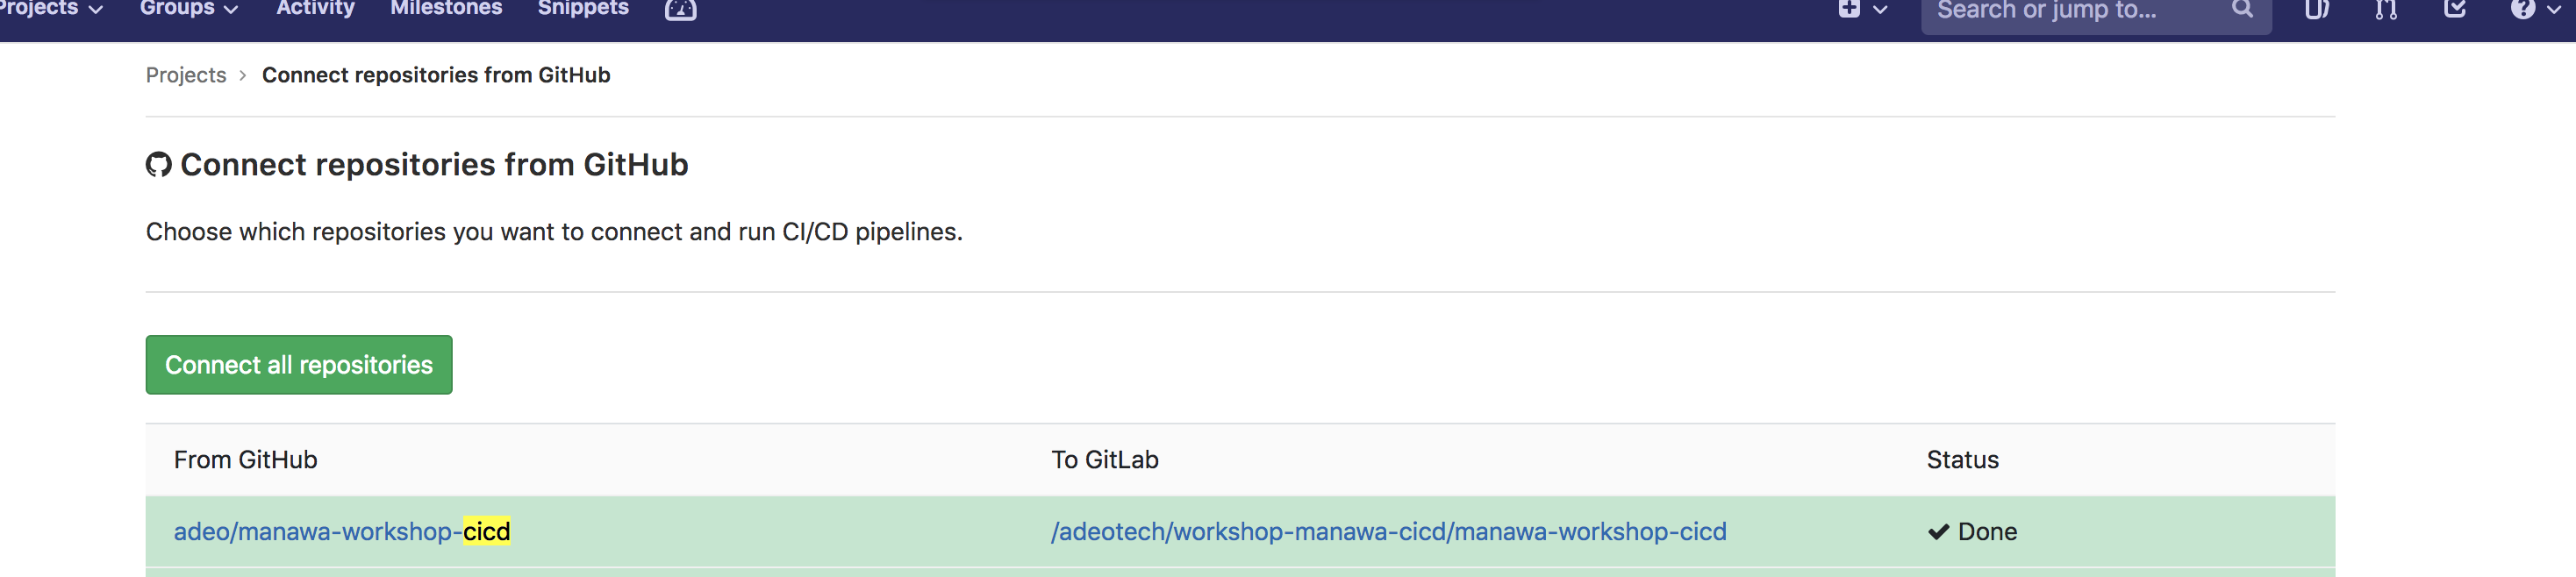 Projects Groups Activity Milestones Snippets Search or jump to...
Projects > Connect repositories from GitHub
Connect repositories from GitHub
Choose which repositories you want to connect and run CI/CD pipelines.
Connect all repositories
From GitHub To GitLab Status
adeo/manawa-workshop-cicd /adeotech/workshop-manawa-cicd/manawa-workshop-cicd Done